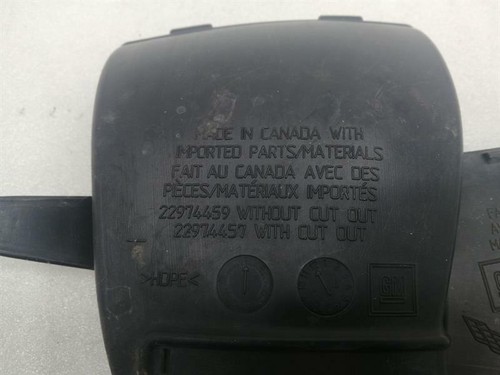 MADE IN CANADA WITH
IMPORTED PARTS/MATERIALS
FAIT AU CANADA AVEC DES
PIÈCES/MATÉRIAUX IMPORTÉS
22974459 WITHOUT CUT OUT
22974457 WITH CUT OUT
>HDPE<
GM